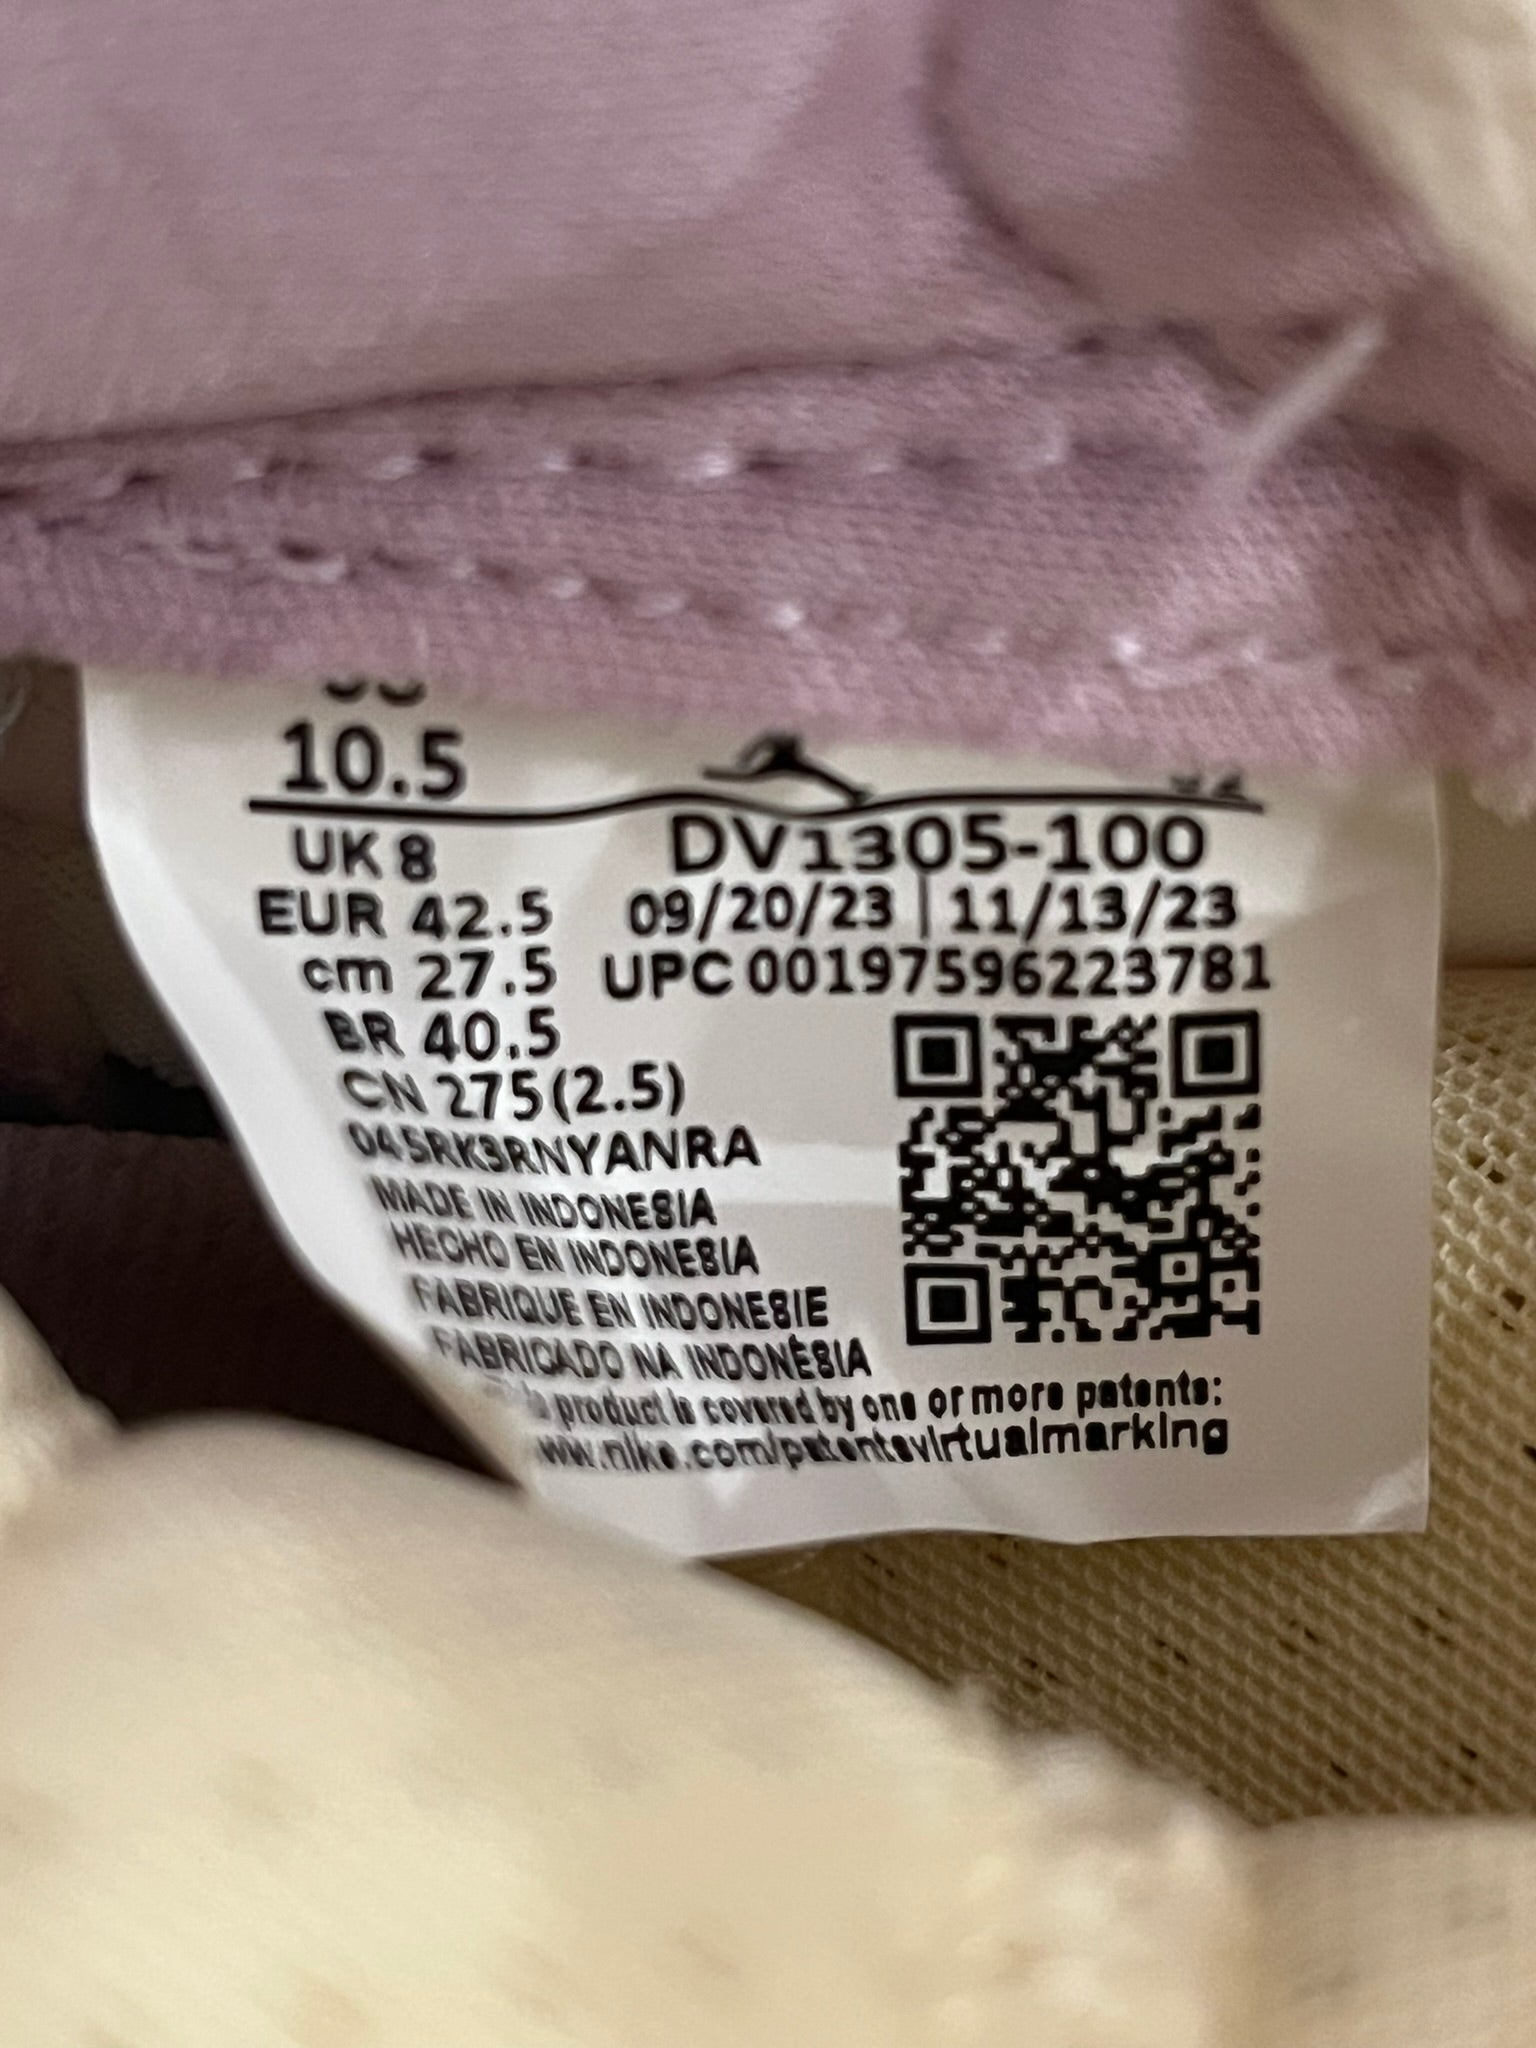 10.5
UK 8 DV1305-100
EUR 42.5 09/20/23 | 11/13/23
cm 27.5 UPC 00197596223781
BR 40.5
CN 275(2.5)
045RK3RNYANRA
MADE IN INDONESIA
HECHO EN INDONESIA
FABRIQUE EN INDONESIE
FABRICADO NA INDONÉSIA
product is covered by one or more patents:
www.nike.com/patentsvirtualmarking